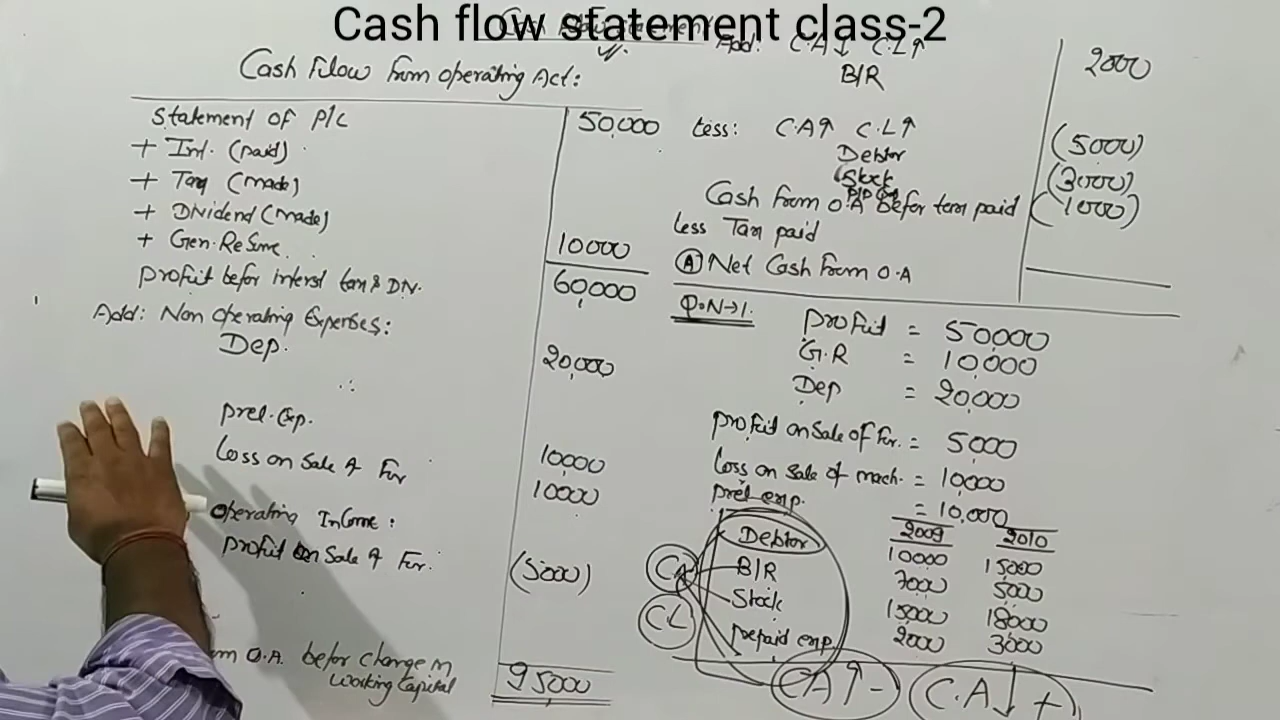 Cash flow statement class-2
Cash Flow from Operating Act:
Statement of P/L 50,000
+ Int. (paid)
+ Tax (made)
+ Dividend (made)
+ Gen. ReServe 10000
Profit befor interst tax & DIV. 60,000
Add: Non operating Expenses:
Dep. 20,000
Prel. Exp. 10000
Loss on Sale of Fur 10000
Operating Income:
Profit on Sale of Fur. (5000)
O.A. befor change in
Working Capital 95000
Add: C.A↓ C.L↑ 2000
B/R
Less: C.A↑ C.L↑
Debtor (5000)
Stock (3000)
Cash from O.A befor tax paid (1000)
Less Tax paid
(A) Net Cash from O.A
Q.N→1.
Profit = 50,000
G.R = 10,000
Dep = 20,000
Profit on Sale of Fur. = 5000
Loss on Sale of mach. = 10,000
Prel exp. = 10,000
2009 2010
Debtor 10000 15000
CA B/R 7000 5000
Stock 15000 18000
CL Prepaid exp. 2000 3000
CA↑ - C.A↓ +